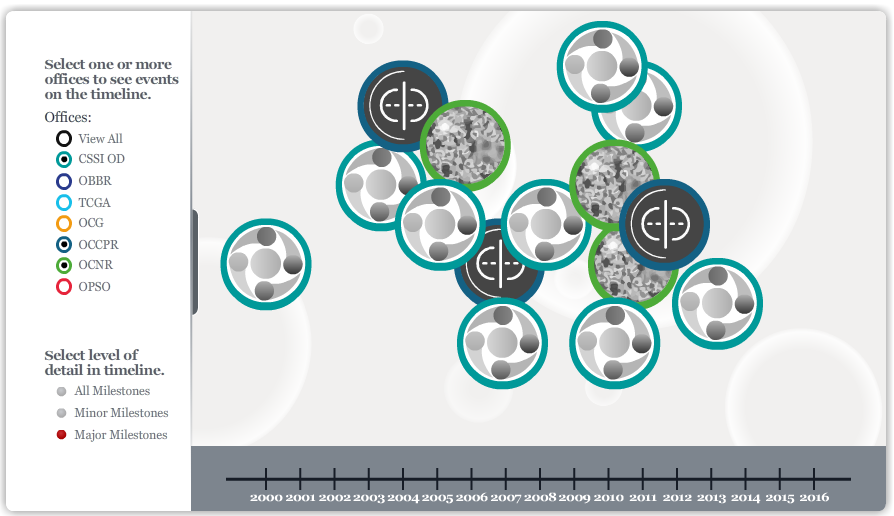 Select one or more
offices to see events
on the timeline.
Offices:
View All
CSSI OD
OBBR
TCGA
OCG
OCCPR
OCNR
OPSO
Select level of
detail in timeline.
All Milestones
Minor Milestones
Major Milestones
2000 2001 2002 2003 2004 2005 2006 2007 2008 2009 2010 2011 2012 2013 2014 2015 2016